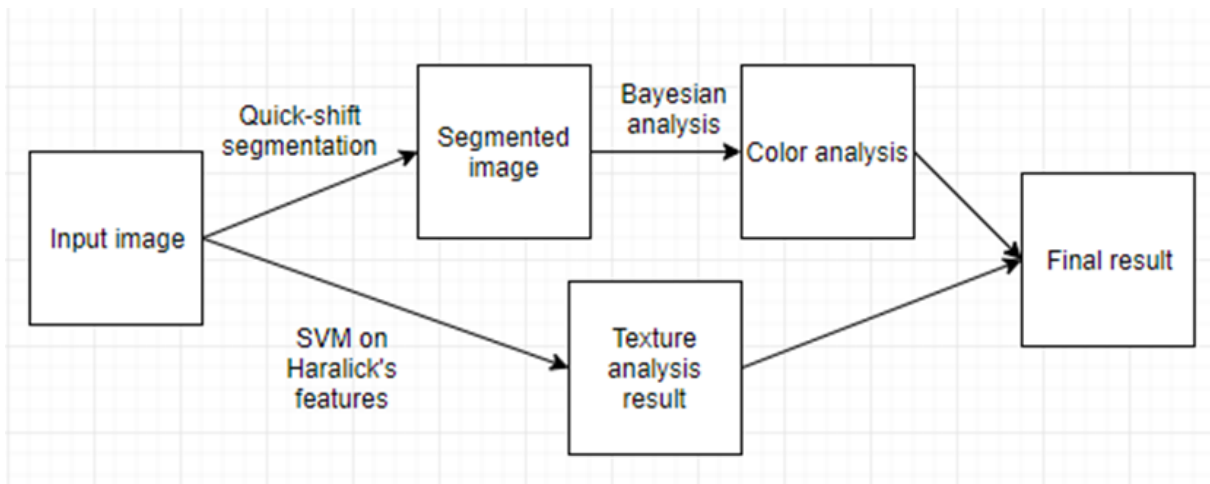 Quick-shift
segmentation
Bayesian
analysis
Segmented
image
Color analysis
Input image
Final result
SVM on
Haralick's
features
Texture
analysis
result